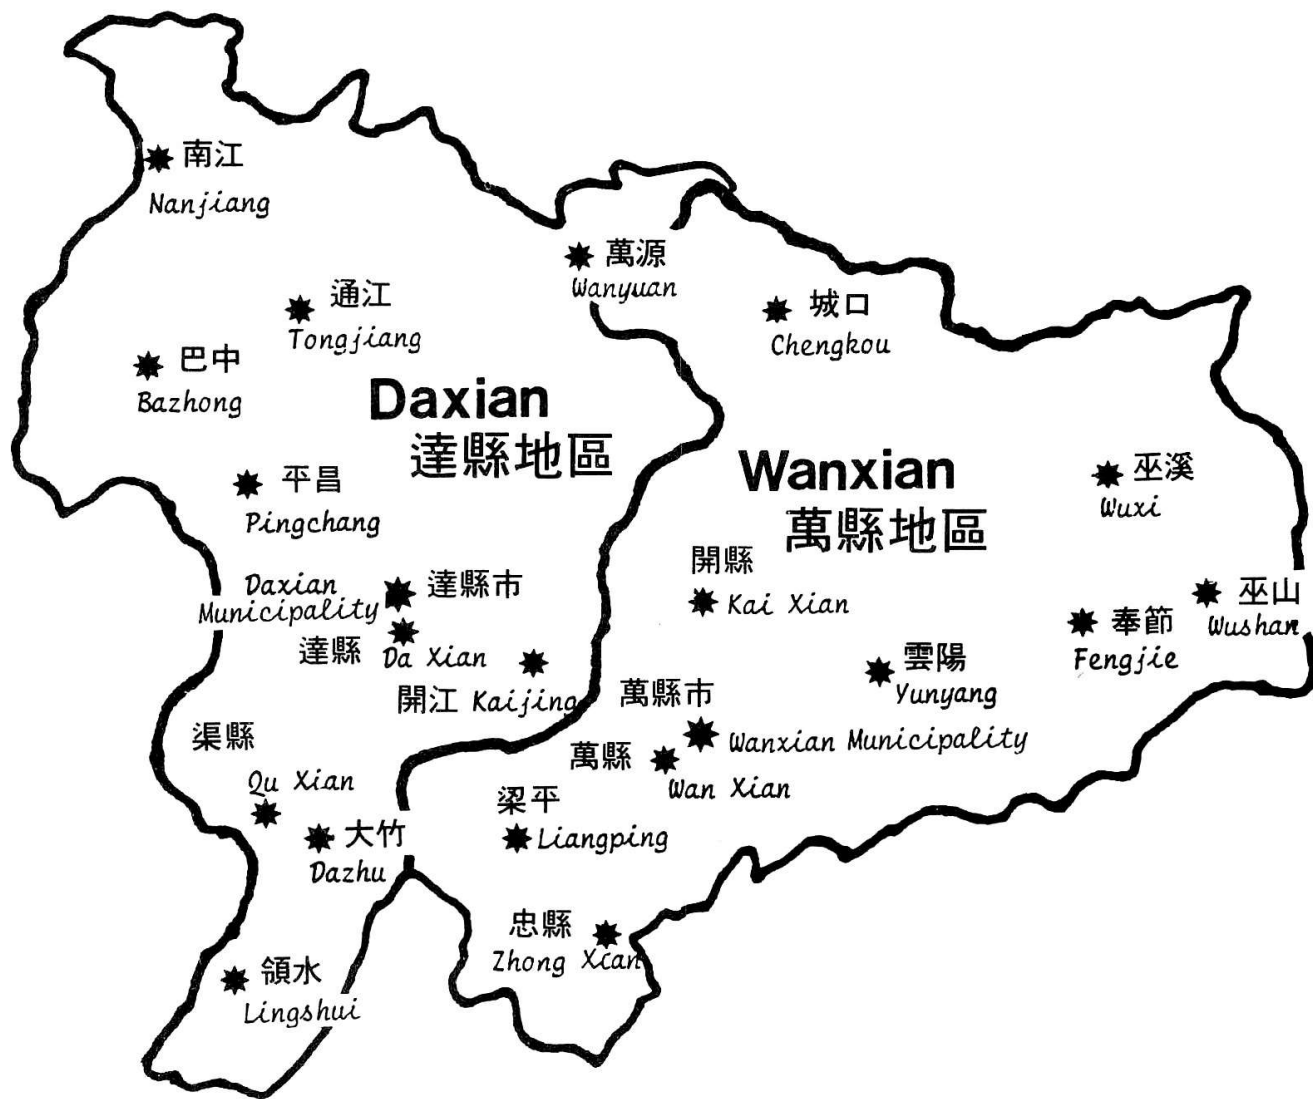 南江
Nanjiang
萬源
Wanyuan
通江
Tongjiang
城口
Chengkou
巴中
Bazhong
Daxian
達縣地區
Wanxian
萬縣地區
平昌
Pingchang
巫溪
Wuxi
開縣
Kai Xian
Daxian
Municipality
達縣市
達縣
Da Xian
開江 Kaijing
巫山
Wushan
奉節
Fengjie
雲陽
Yunyang
萬縣市
Wanxian Municipality
萬縣
Wan Xian
渠縣
Qu Xian
大竹
Dazhu
梁平
Liangping
忠縣
Zhong Xian
領水
Lingshui